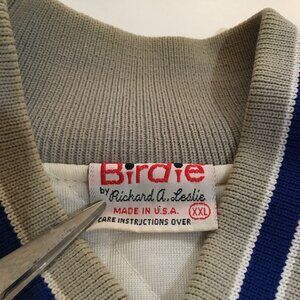 Birdie
by Richard A. Leslie
MADE IN U.S.A. XXL
CARE INSTRUCTIONS OVER